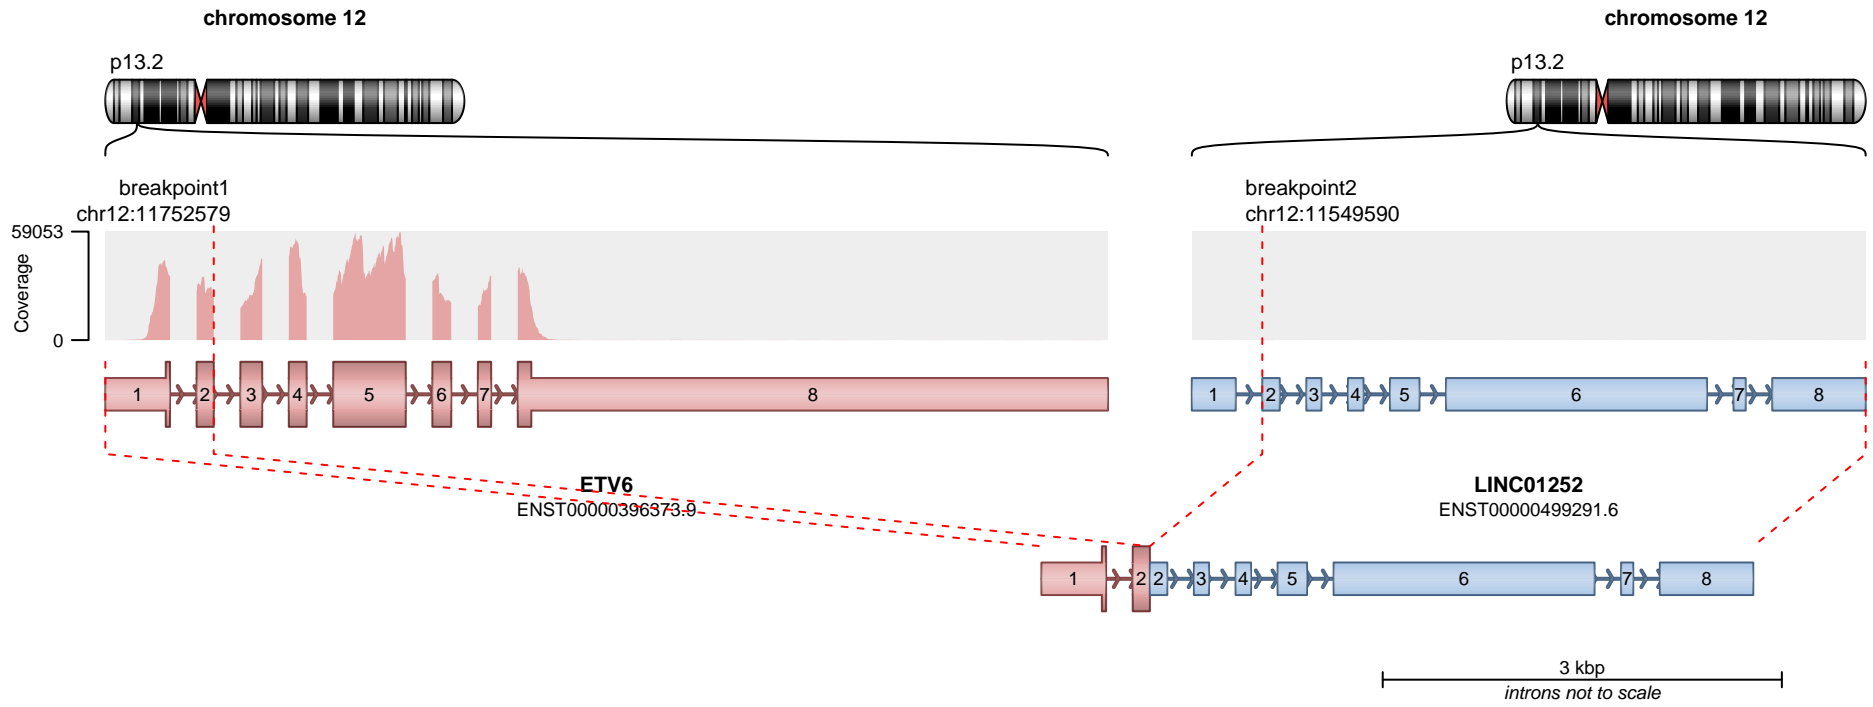 chromosome 12
chromosome 12
p13.2
p13.2
breakpoint1
chr12:11752579
breakpoint2
chr12:11549590
59053
Coverage
0
1 2 3 4 5 6 7 8
1 2 3 4 5 6 7 8
ETV6
ENST00000396373.9
LINC01252
ENST00000499291.6
1 2 2 3 4 5 6 7 8
3 kbp
introns not to scale